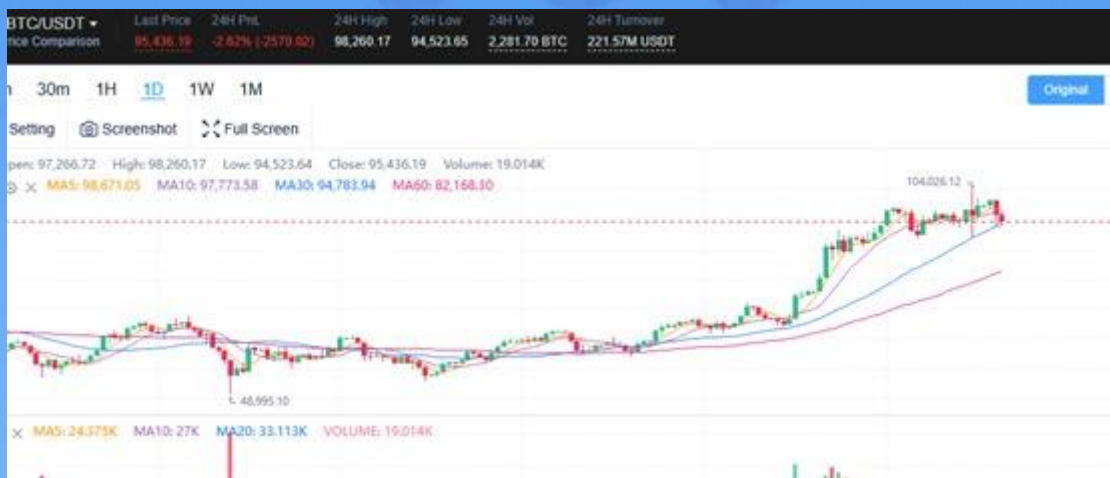 BTC/USDT Last Price 24H PnL 24H High 24H Low 24H Vol 24H Turnover
rice Comparison 95,436.19 -2.62% (-2570.02) 98,260.17 94,523.65 2,281.70 BTC 221.57M USDT
30m 1H 1D 1W 1M Original
Setting Screenshot Full Screen
pen: 97,266.72 High: 98,260.17 Low: 94,523.64 Close: 95,436.19 Volume: 19.014K
MA5: 98,671.05 MA10: 97,773.58 MA30: 94,783.94 MA60: 82,168.30
104,026.12
48,995.10
MA5: 24.375K MA10: 27K MA20: 33.113K VOLUME: 19.014K